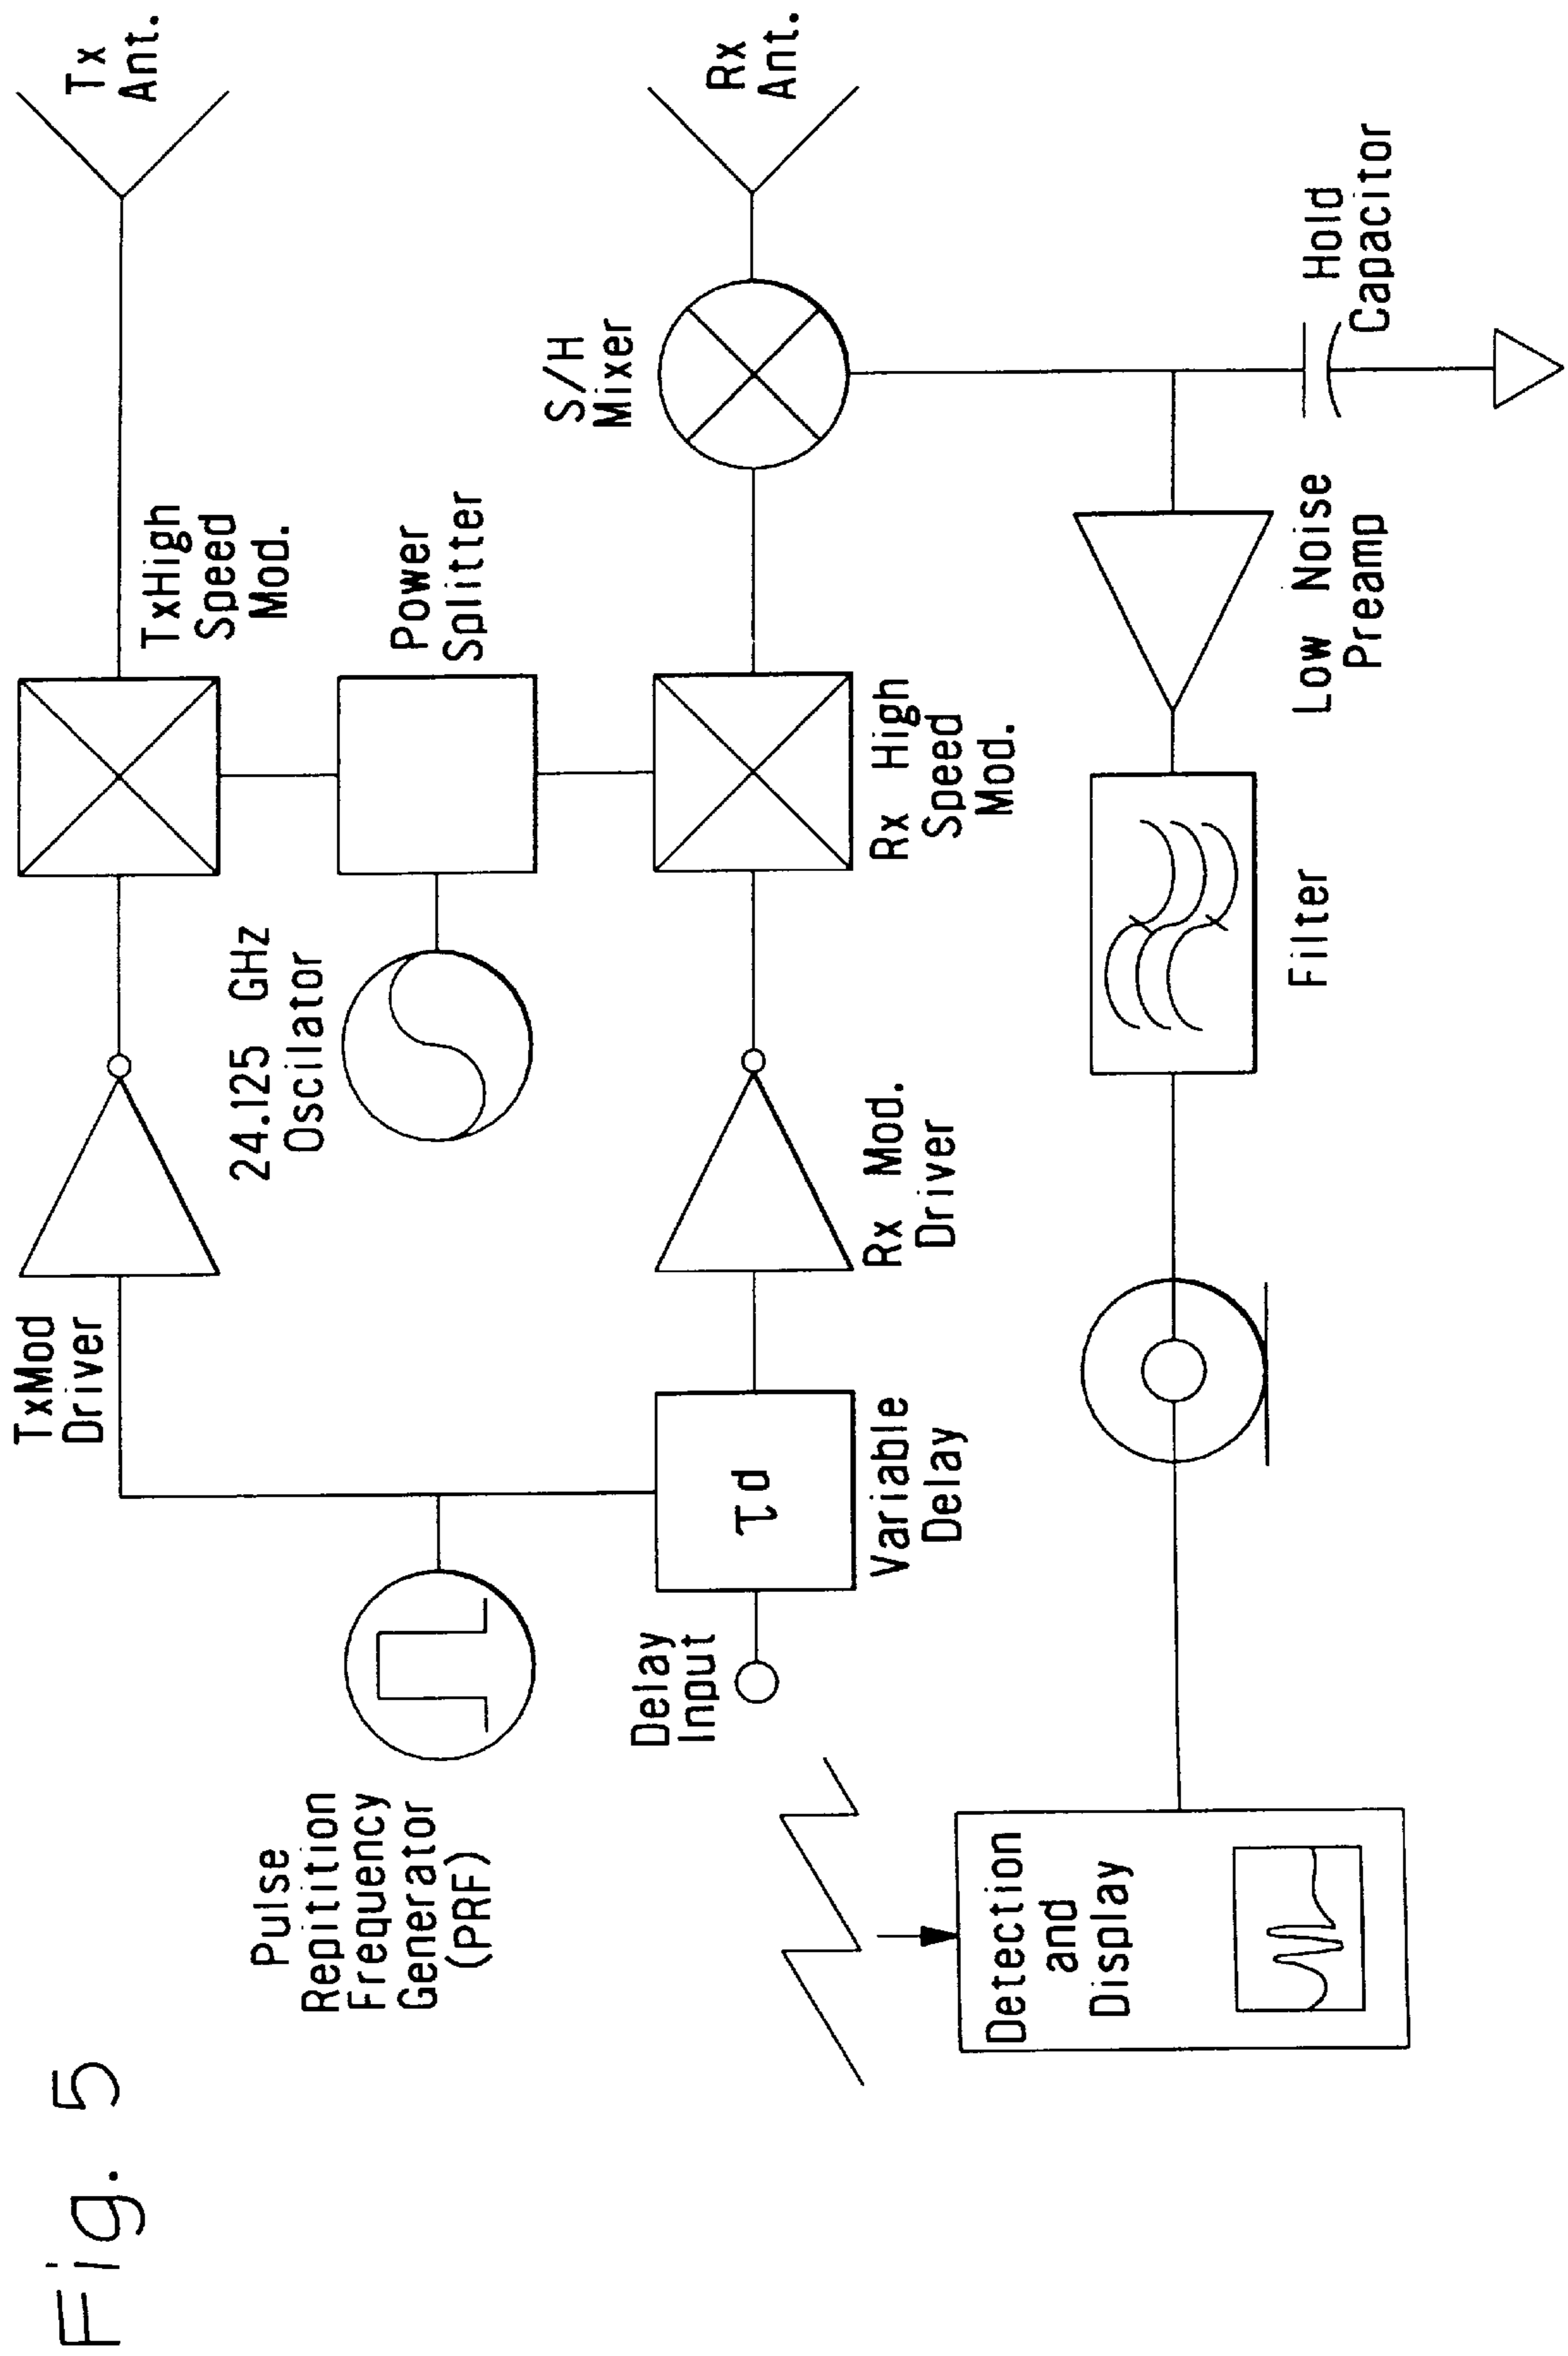 Fig. 5
Tx
Ant.
TxHigh
Speed
Mod.
TxMod
Driver
24.125 GHz
Oscilator
Power
Splitter
Pulse
Repitition
Frequency
Generator
(PRF)
S/H
Mixer
Rx
Ant.
Delay
Input
τd
Variable
Delay
Rx Mod.
Driver
Rx High
Speed
Mod.
Detection
and
Display
Filter
Low Noise
Preamp
Hold
Capacitor